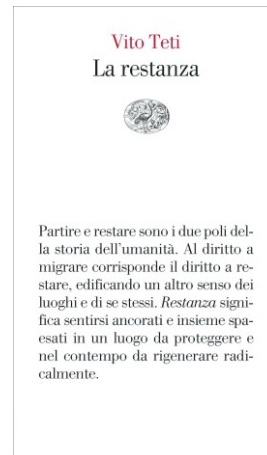 Vito Teti
La restanza
Partire e restare sono i due poli del-
la storia dell'umanità. Al diritto a
migrare corrisponde il diritto a re-
stare, edificando un altro senso dei
luoghi e di se stessi. Restanza signi-
fica sentirsi ancorati e insieme spa-
esati in un luogo da proteggere e
nel contempo da rigenerare radi-
calmente.